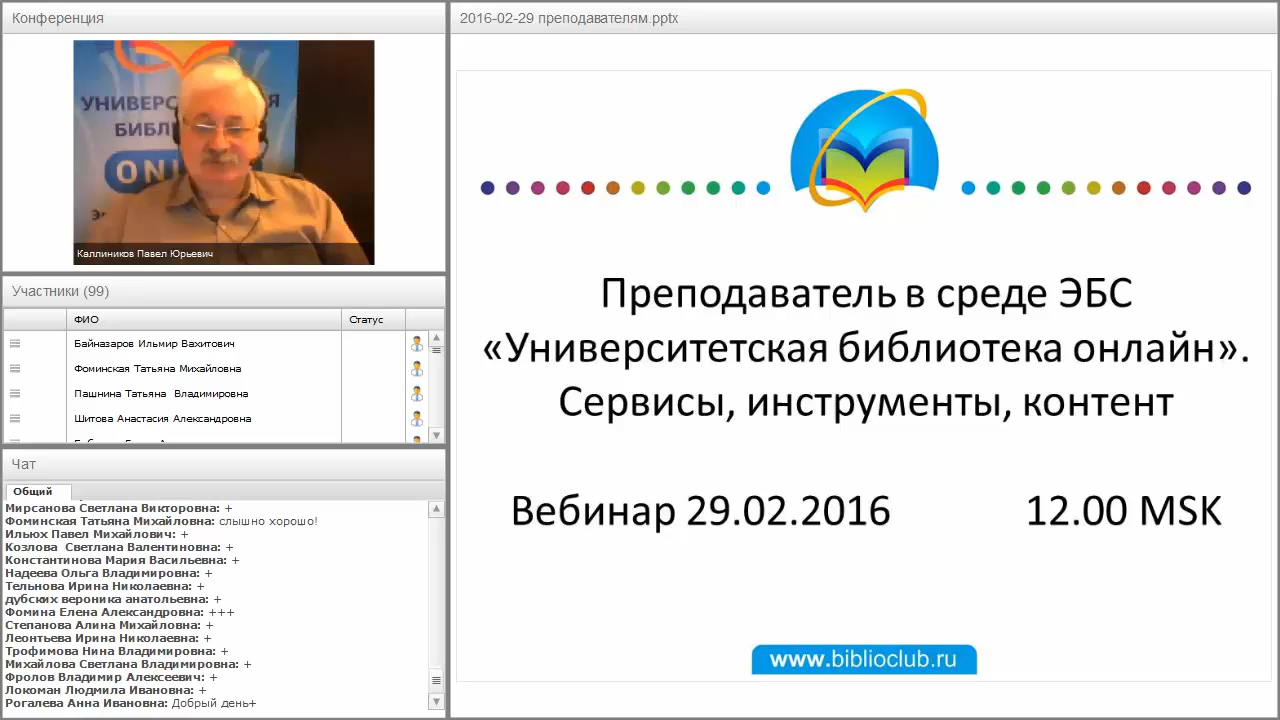 Конференция
УНИВЕРС
АЯ
БИБЛ
Каллиников Павел Юрьевич
Участники (99)
ФИО
Статус
Байназаров Ильмир Вахитович
Фоминская Татьяна Михайловна
Пашнина Татьяна Владимировна
Шитова Анастасия Александровна
Чат
Общий
Мирсанова Светлана Викторовна: +
Фоминская Татьяна Михайловна: слышно хорошо!
Ильюх Павел Михайлович: +
Козлова Светлана Валентиновна: +
Константинова Мария Васильевна: +
Надеева Ольга Владимировна: +
Тельнова Ирина Николаевна: +
дубских вероника анатольевна: +
Фомина Елена Александровна: +++
Степанова Алина Михайловна: +
Леонтьева Ирина Николаевна: +
Трофимова Нина Владимировна: +
Михайлова Светлана Владимировна: +
Фролов Владимир Алексеевич: +
Локоман Людмила Ивановна: +
Рогалева Анна Ивановна: Добрый день+
2016-02-29 преподавателям.pptx
Преподаватель в среде ЭБС
«Университетская библиотека онлайн».
Сервисы, инструменты, контент
Вебинар 29.02.2016 12.00 MSK
www.biblioclub.ru